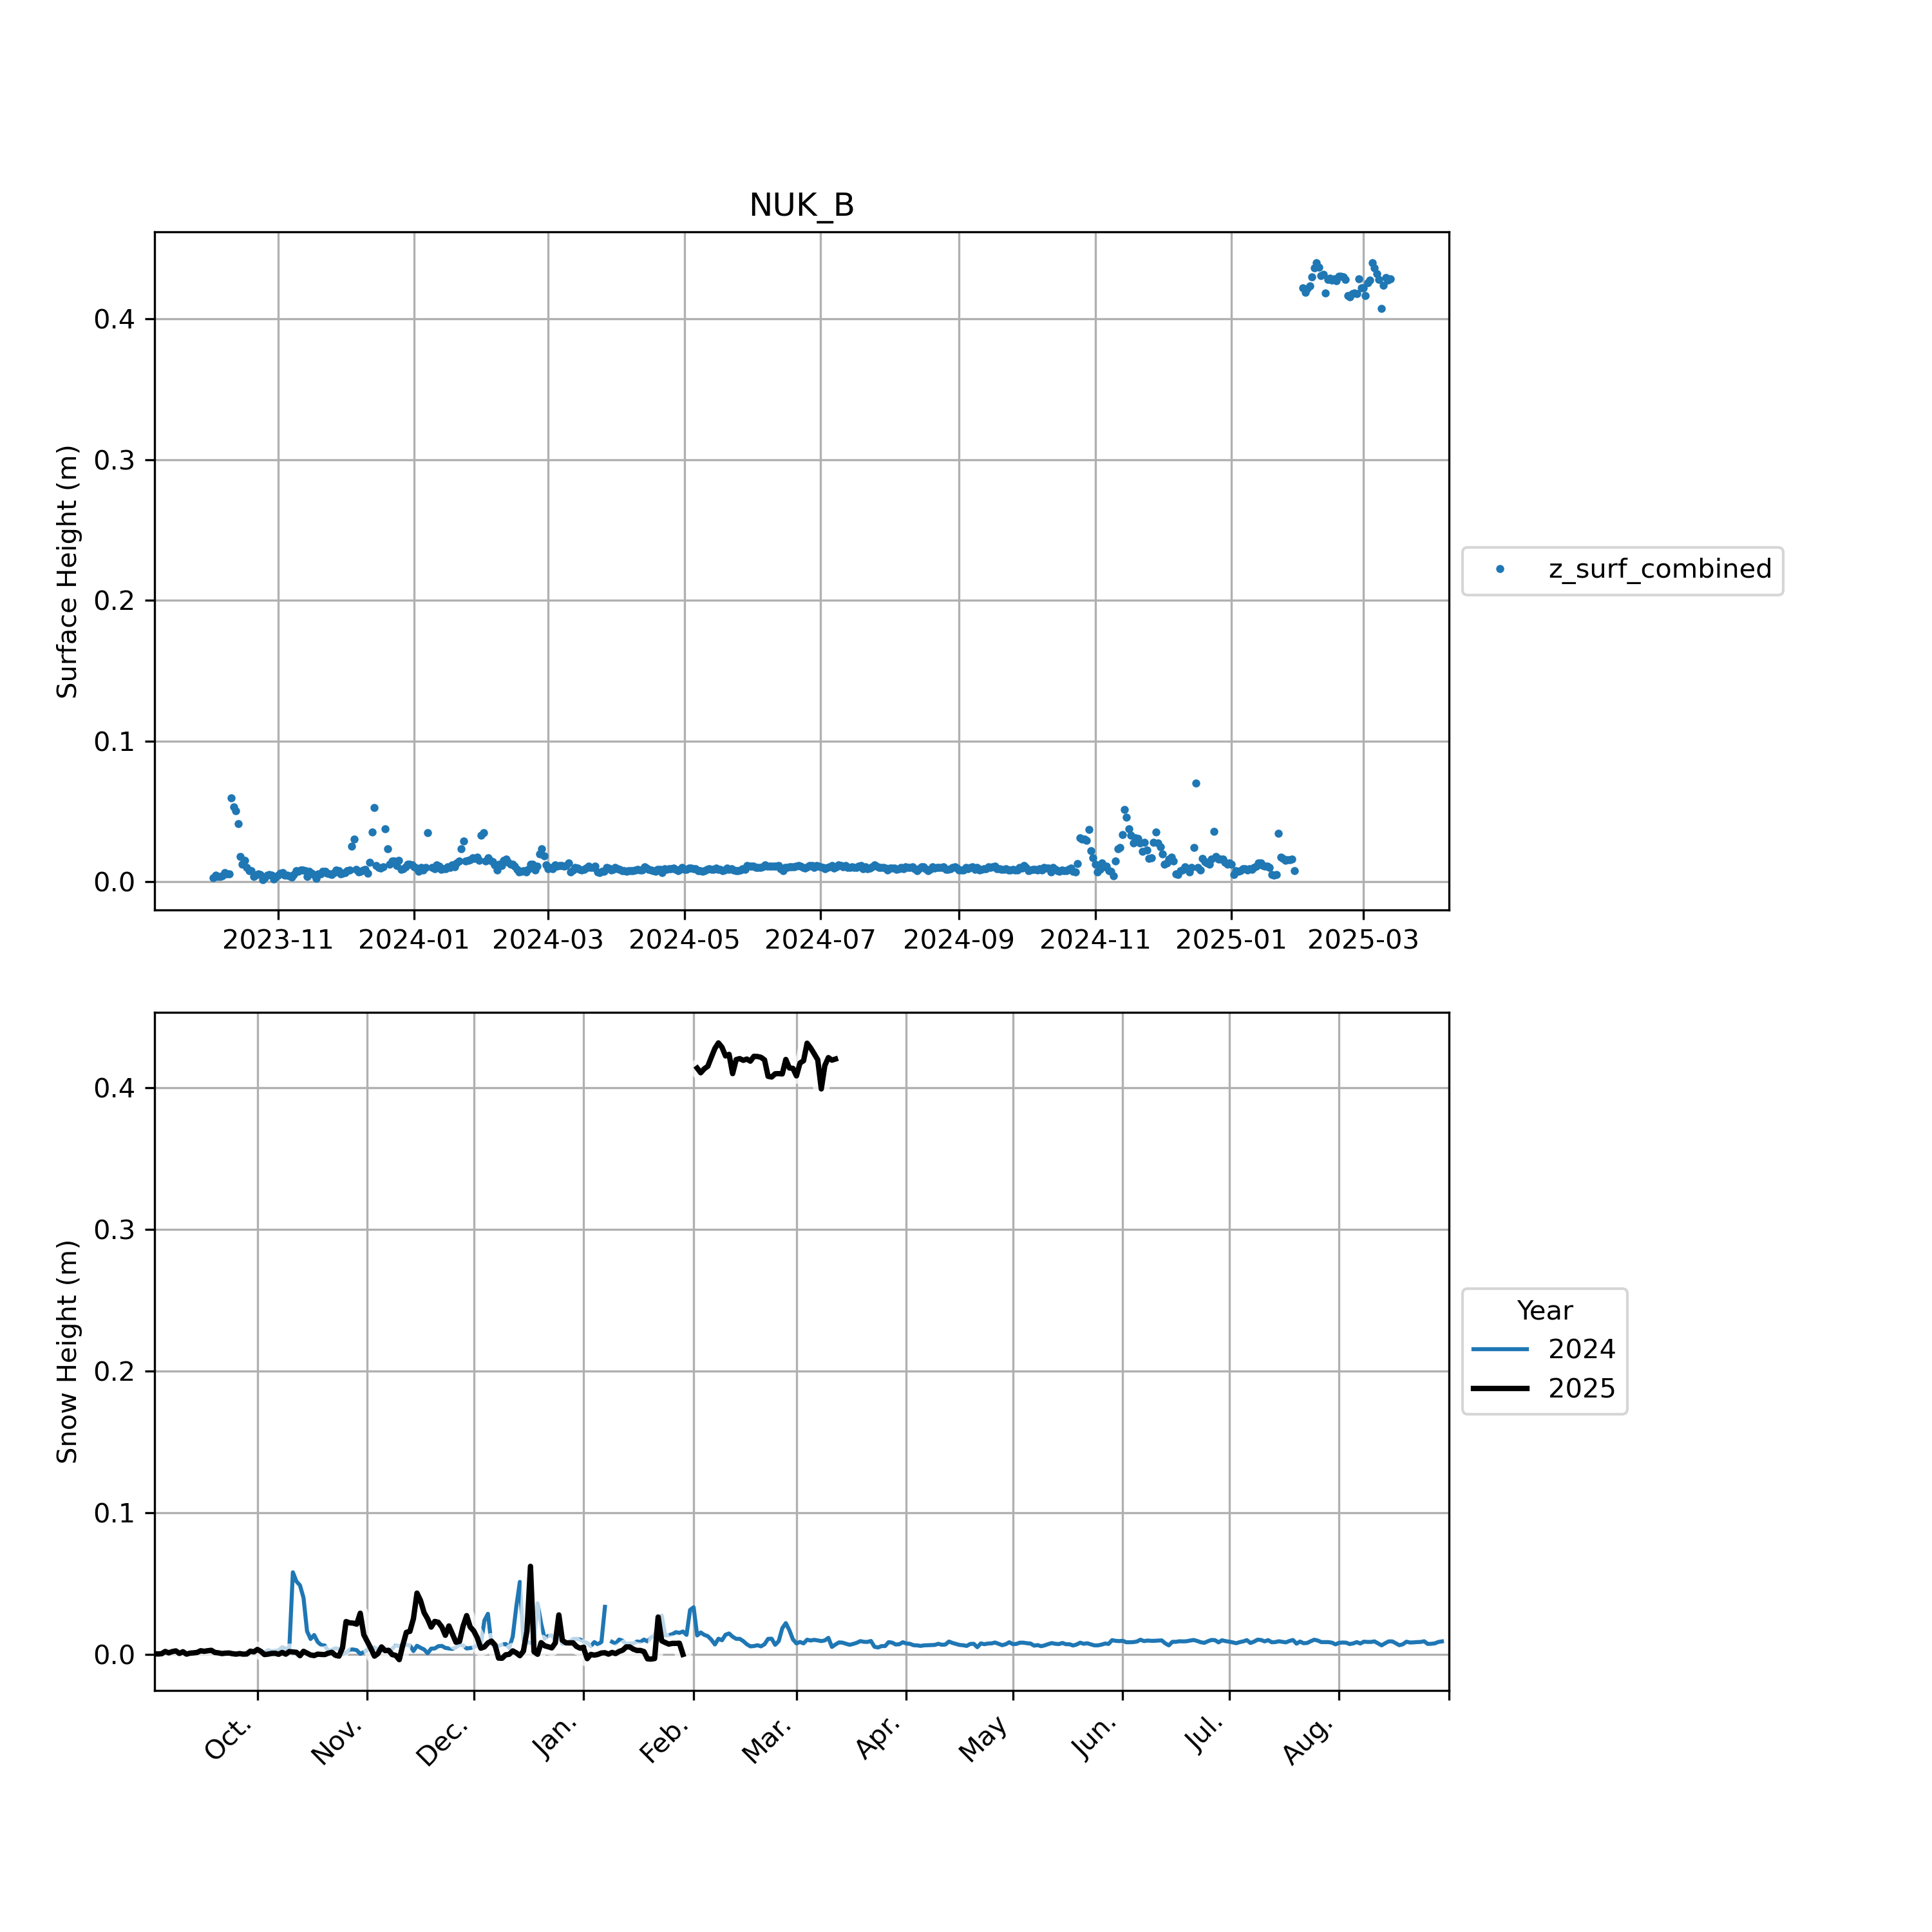 NUK_B
Surface Height (m)
0.4
0.3
0.2
0.1
0.0
2023-11 2024-01 2024-03 2024-05 2024-07 2024-09 2024-11 2025-01 2025-03
z_surf_combined
Snow Height (m)
0.4
0.3
0.2
0.1
0.0
Oct. Nov. Dec. Jan. Feb. Mar. Apr. May Jun. Jul. Aug.
Year
2024
2025